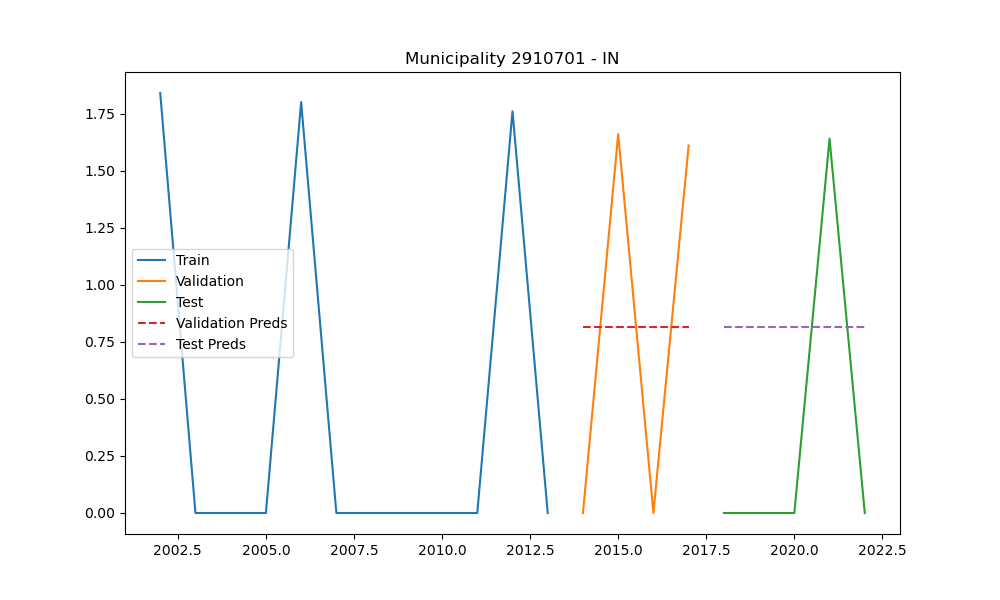 Municipality 2910701 - IN
1.75
1.50
1.25
1.00
0.75
0.50
0.25
0.00
Train
Validation
Test
Validation Preds
Test Preds
2002.5 2005.0 2007.5 2010.0 2012.5 2015.0 2017.5 2020.0 2022.5